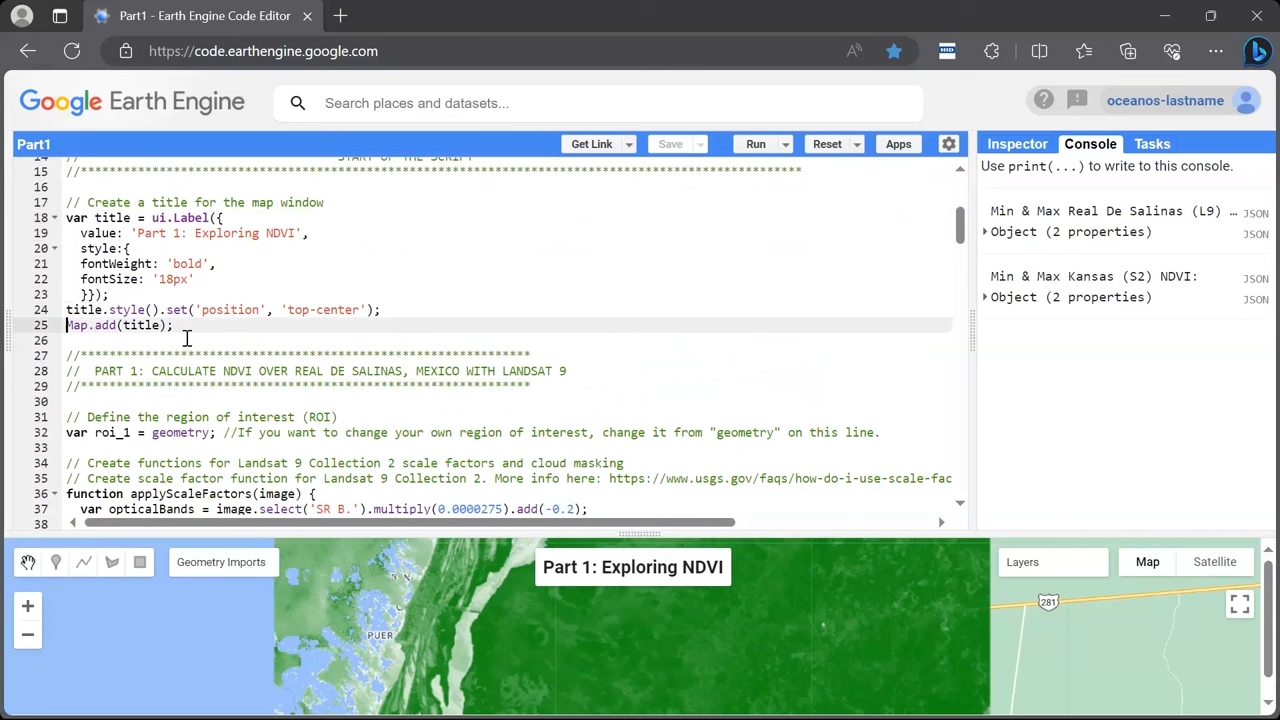 Part1 - Earth Engine Code Editor
https://code.earthengine.google.com
Google Earth Engine
Search places and datasets...
oceanos-lastname
Part1
Get Link
Save
Run
Reset
Apps
Inspector
Console
Tasks
Use print(...) to write to this console.
14 // START OF THE SCRIPT
15 //****************************************************************************************************
16
17 // Create a title for the map window
18 var title = ui.Label({
19 value: 'Part 1: Exploring NDVI',
20 style:{
21 fontWeight: 'bold',
22 fontSize: '18px'
23 }});
24 title.style().set('position', 'top-center');
25 Map.add(title);
26
27 //**************************************************************
28 // PART 1: CALCULATE NDVI OVER REAL DE SALINAS, MEXICO WITH LANDSAT 9
29 //**************************************************************
30
31 // Define the region of interest (ROI)
32 var roi_1 = geometry; //If you want to change your own region of interest, change it from "geometry" on this line.
33
34 // Create functions for Landsat 9 Collection 2 scale factors and cloud masking
35 // Create scale factor function for Landsat 9 Collection 2. More info here: https://www.usgs.gov/faqs/how-do-i-use-scale-fac
36 function applyScaleFactors(image) {
37 var opticalBands = image.select('SR_B.').multiply(0.0000275).add(-0.2);
38
Min & Max Real De Salinas (L9) … JSON
Object (2 properties) JSON
Min & Max Kansas (S2) NDVI: JSON
Object (2 properties) JSON
Geometry Imports
Part 1: Exploring NDVI
Layers
Map
Satellite
281
PUER